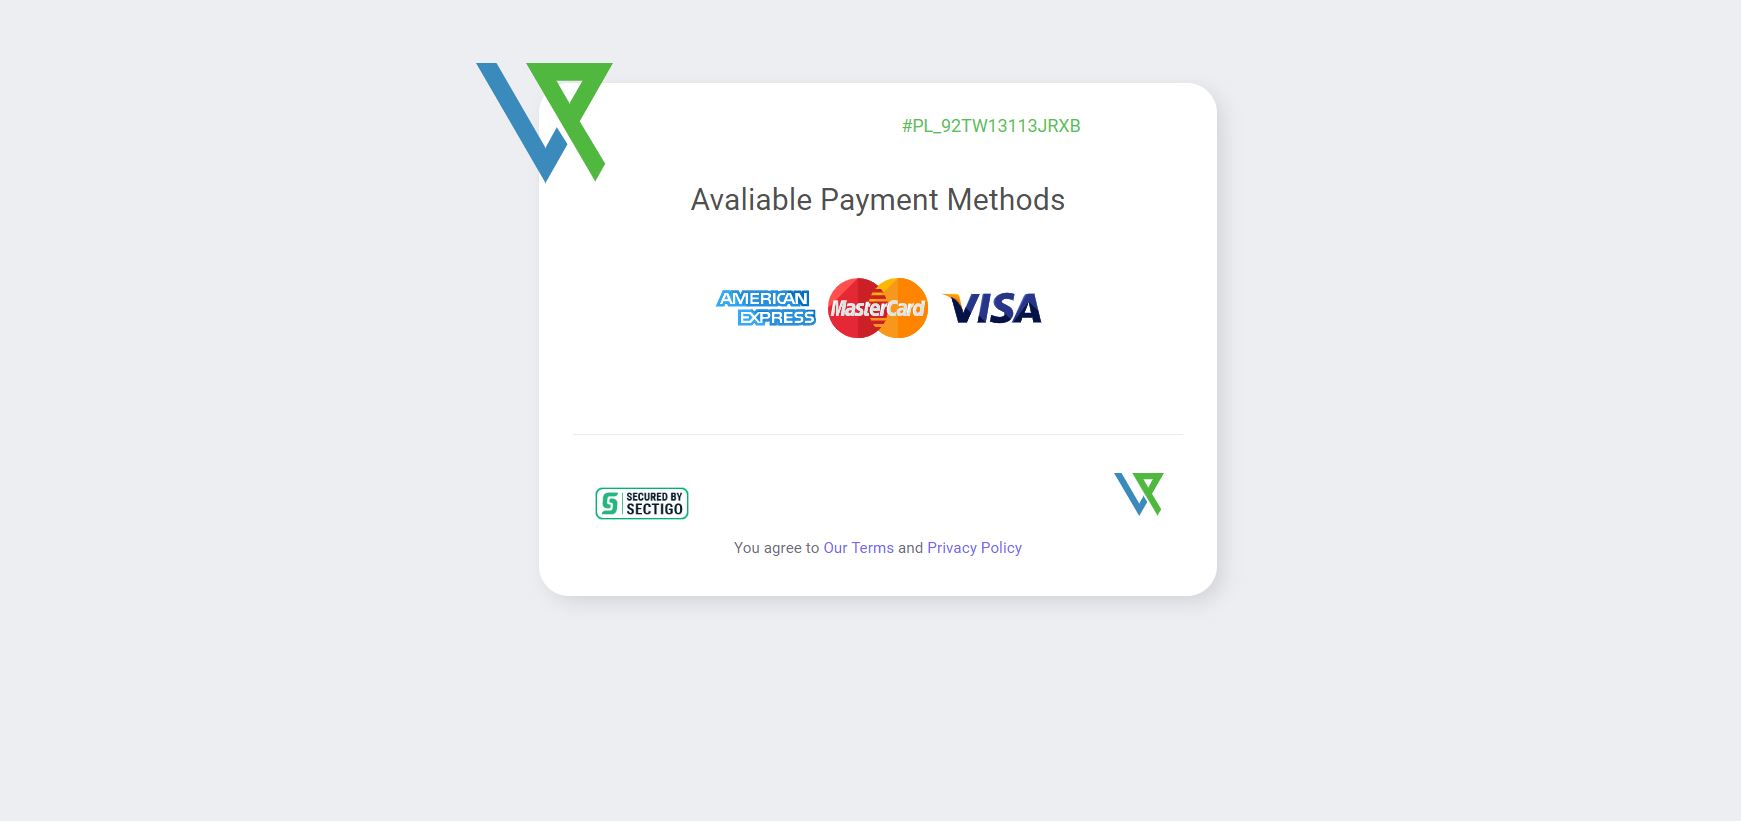 #PL_92TW13113JRXB
Avaliable Payment Methods
AMERICAN
EXPRESS
MasterCard
VISA
SECURED BY
SECTIGO
You agree to Our Terms and Privacy Policy